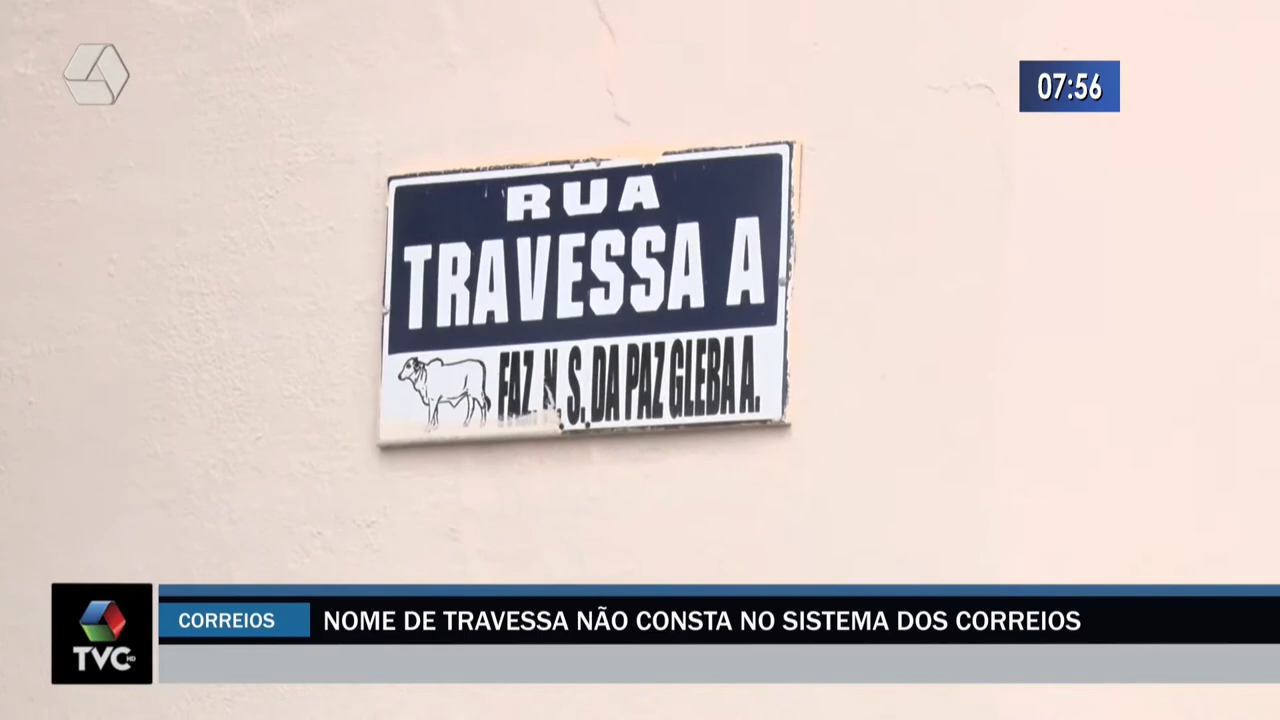 07:56
RUA
TRAVESSA A
FAZ. N. S. DA PAZ GLEBA A.
CORREIOS
NOME DE TRAVESSA NÃO CONSTA NO SISTEMA DOS CORREIOS
TVC HD